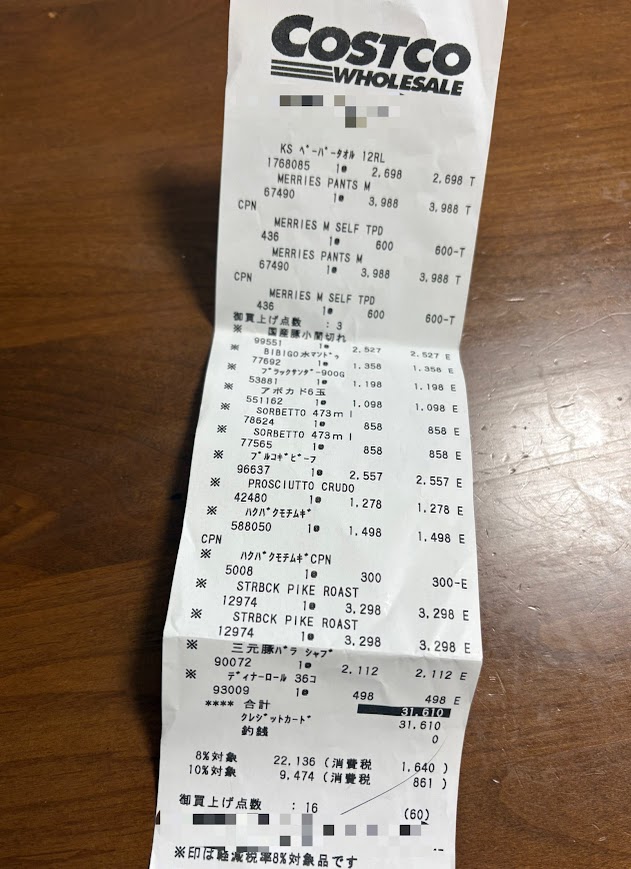 COSTCO
WHOLESALE
KS ペーパータオル 12RL
1768085 1@ 2,698 2,698 T
MERRIES PANTS M
67490 1@ 3,988 3,988 T
CPN
MERRIES M SELF TPD
436 1@ 600 600-T
MERRIES PANTS M
67490 1@ 3,988 3,988 T
CPN
MERRIES M SELF TPD
436 1@ 600 600-T
御買上げ点数 : 3
※ 国産豚小間切れ
99551 1@ 2,527 2,527 E
※ BIBIGO水マンドゥ
77692 1@ 1,358 1,358 E
※ ブラックサンダー900G
53881 1@ 1,198 1,198 E
※ アボカド6玉
551162 1@ 1,098 1,098 E
※ SORBETTO 473ml
78624 1@ 858 858 E
※ SORBETTO 473ml
77565 1@ 858 858 E
※ プルコギビーフ
96637 1@ 2,557 2,557 E
※ PROSCIUTTO CRUDO
42480 1@ 1,278 1,278 E
※ ハクバクモチムギ
588050 1@ 1,498 1,498 E
CPN
※ ハクバクモチムギCPN
5008 1@ 300 300-E
※ STRBCK PIKE ROAST
12974 1@ 3,298 3,298 E
※ STRBCK PIKE ROAST
12974 1@ 3,298 3,298 E
※ 三元豚バラ シャブ
90072 1@ 2,112 2,112 E
※ ディナーロール 36コ
93009 1@ 498 498 E
**** 合計 31,610
クレジットカード 31,610
釣銭 0
8%対象 22,136 (消費税 1,640 )
10%対象 9,474 (消費税 861 )
御買上げ点数 : 16 (60)
※印は軽減税率8%対象品です